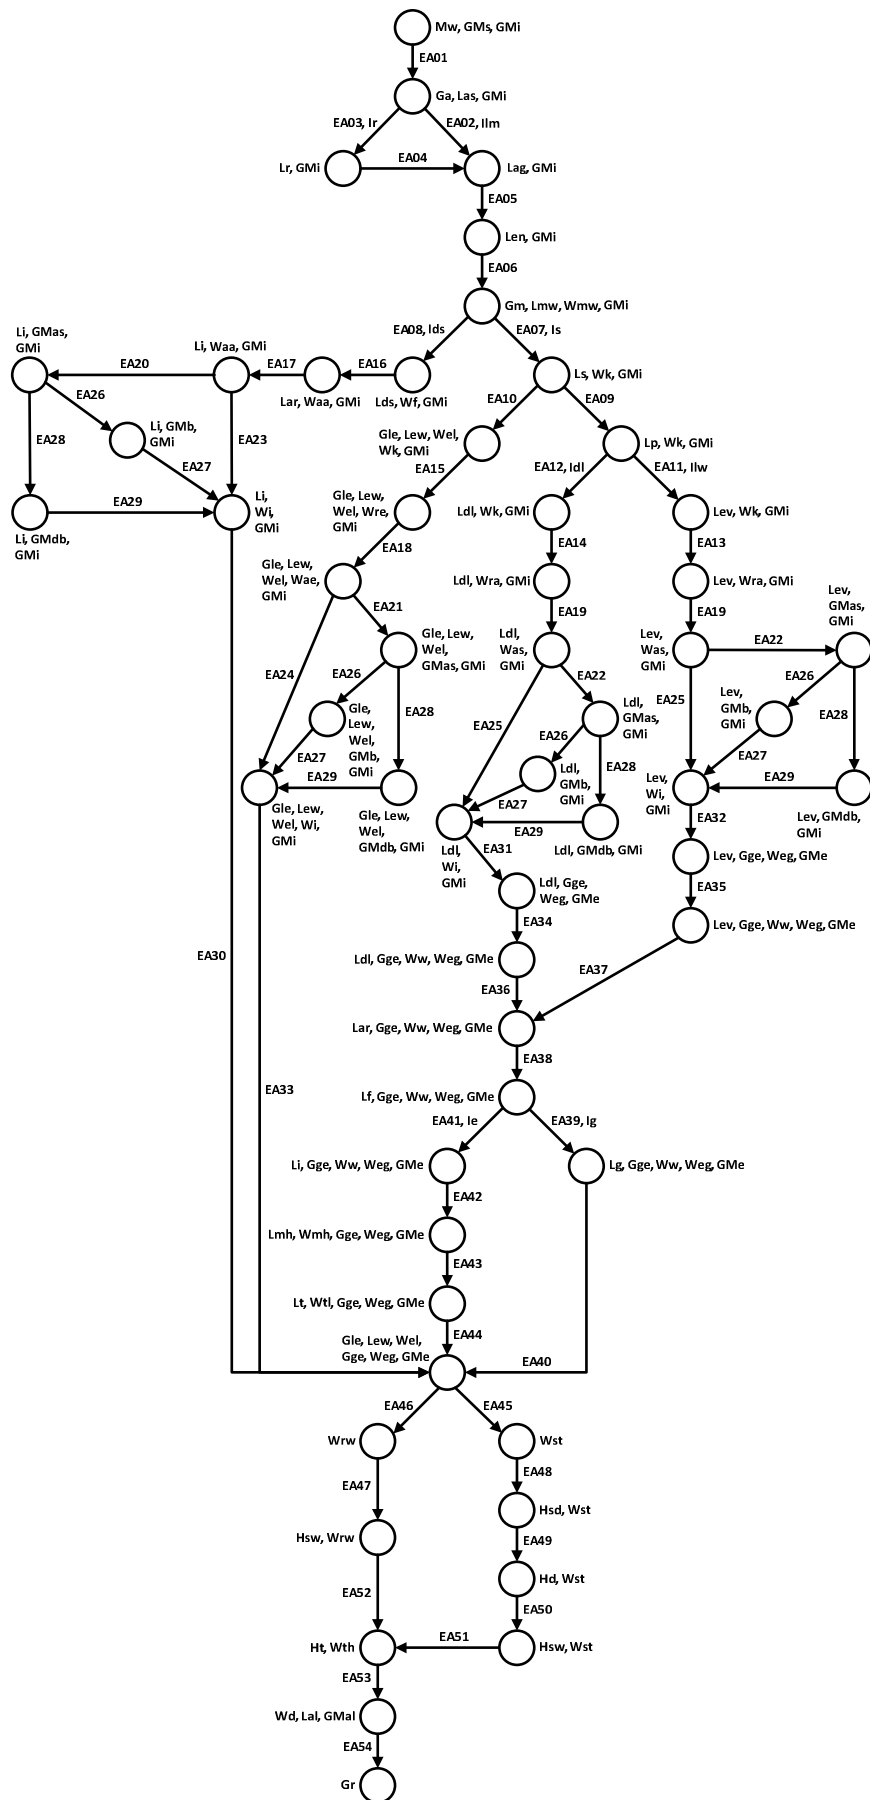 Mw, GMs, GMi
EA01
Ga, Las, GMi
EA03, Ir
EA02, Ilm
Lr, GMi
EA04
Lag, GMi
EA05
Len, GMi
EA06
Gm, Lmw, Wmw, GMi
EA08, Ids
EA07, Is
Li, GMas,
GMi
EA20
Li, Waa, GMi
EA17
EA16
Lar, Waa, GMi
Lds, Wf, GMi
Ls, Wk, GMi
EA10
EA09
EA26
EA28
Li, GMb,
GMi
EA23
EA27
Gle, Lew, Wel,
Wk, GMi
EA15
Lp, Wk, GMi
EA12, Idl
EA11, Ilw
EA29
Li, GMdb,
GMi
Li,
Wi,
GMi
Gle, Lew,
Wel, Wre,
GMi
EA18
Ldl, Wk, GMi
EA14
Lev, Wk, GMi
EA13
Gle, Lew,
Wel, Wae,
GMi
EA21
Ldl, Wra, GMi
EA19
Lev, Wra, GMi
EA19
Lev,
GMas,
GMi
EA24
Gle, Lew,
Wel,
GMas, GMi
Ldl,
Was,
GMi
EA22
Lev,
Was,
GMi
EA22
EA26
EA28
Gle,
Lew,
Wel,
GMb,
GMi
EA27
EA29
EA25
Ldl,
GMas,
GMi
EA26
EA28
Ldl,
GMb,
GMi
EA27
EA29
EA25
EA26
Lev,
GMb,
GMi
EA28
EA27
EA29
Gle, Lew,
Wel, Wi,
GMi
Gle, Lew,
Wel,
GMdb, GMi
Ldl,
Wi,
GMi
EA31
Ldl, GMdb, GMi
Lev,
Wi,
GMi
EA32
Lev, GMdb,
GMi
Lev, Gge, Weg, GMe
EA35
Ldl, Gge,
Weg, GMe
EA34
Lev, Gge, Ww, Weg, GMe
EA30
Ldl, Gge, Ww, Weg, GMe
EA37
EA36
Lar, Gge, Ww, Weg, GMe
EA38
EA33
Lf, Gge, Ww, Weg, GMe
EA41, Ie
EA39, Ig
Li, Gge, Ww, Weg, GMe
Lg, Gge, Ww, Weg, GMe
EA42
Lmh, Wmh, Gge, Weg, GMe
EA43
Lt, Wtl, Gge, Weg, GMe
EA44
Gle, Lew, Wel,
Gge, Weg, GMe
EA40
EA46
EA45
Wrw
Wst
EA47
EA48
Hsw, Wrw
Hsd, Wst
EA49
EA52
Hd, Wst
EA50
Ht, Wth
EA51
Hsw, Wst
EA53
Wd, Lal, GMal
EA54
Gr